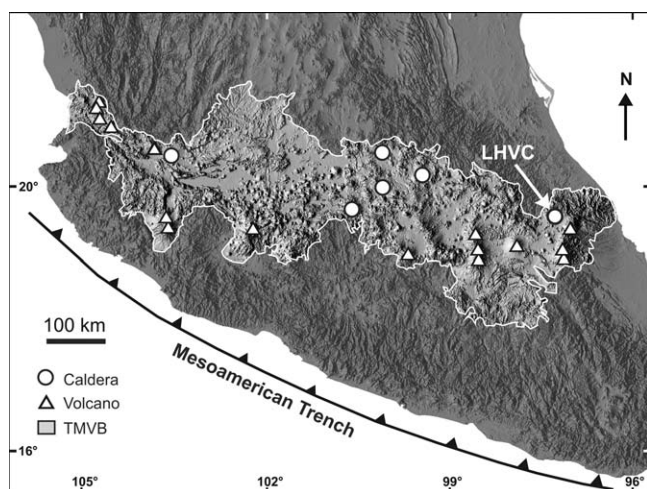 N
LHVC
20°
100 km
Caldera
Volcano
TMVB
Mesoamerican Trench
16°
105
102
99
96